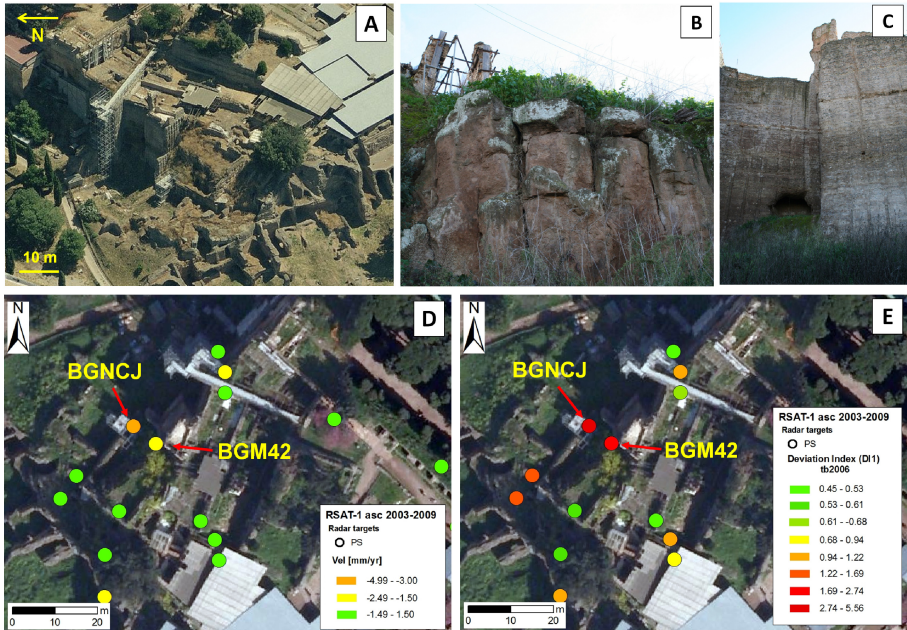 A
N
10 m
B
C
D
N
BGNCJ
BGM42
RSAT-1 asc 2003-2009
Radar targets
PS
Vel [mm/yr]
-4.99 - -3.00
-2.49 - -1.50
-1.49 - 1.50
0 10 20
m
E
N
BGNCJ
BGM42
RSAT-1 asc 2003-2009
Radar targets
PS
Deviation Index (DI1)
tb2006
0.45 - 0.53
0.53 - 0.61
0.61 - -0.68
0.68 - 0.94
0.94 - 1.22
1.22 - 1.69
1.69 - 2.74
2.74 - 5.56
0 10 20
m